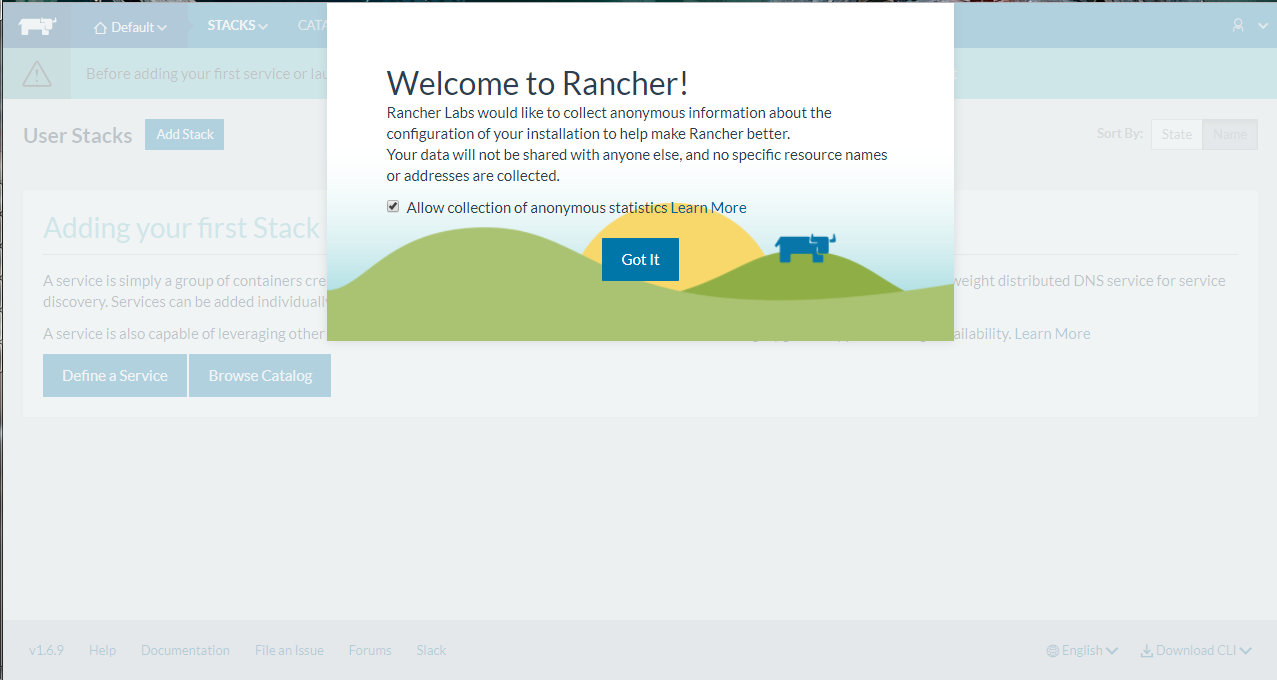 Default
STACKS
CATA
Before adding your first service or lau
Welcome to Rancher!
Rancher Labs would like to collect anonymous information about the
configuration of your installation to help make Rancher better.
Your data will not be shared with anyone else, and no specific resource names
or addresses are collected.
Allow collection of anonymous statistics Learn More
Got It
User Stacks
Add Stack
Sort By:
State
Name
Adding your first Stack
A service is simply a group of containers cre
weight distributed DNS service for service
discovery. Services can be added individuall
A service is also capable of leveraging other
ailability. Learn More
Define a Service
Browse Catalog
v1.6.9
Help
Documentation
File an Issue
Forums
Slack
English
Download CLI